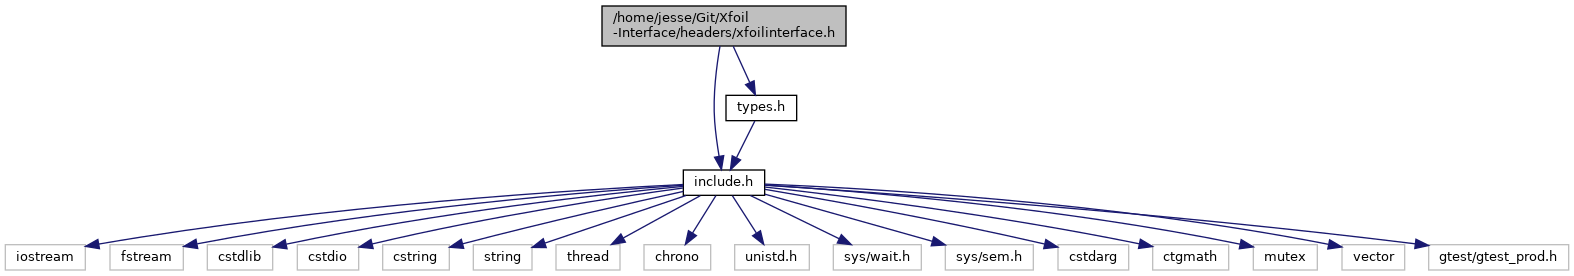 /home/jesse/Git/Xfoil
-Interface/headers/xfoilinterface.h
types.h
include.h
iostream
fstream
cstdlib
cstdio
cstring
string
thread
chrono
unistd.h
sys/wait.h
sys/sem.h
cstdarg
ctgmath
mutex
vector
gtest/gtest_prod.h